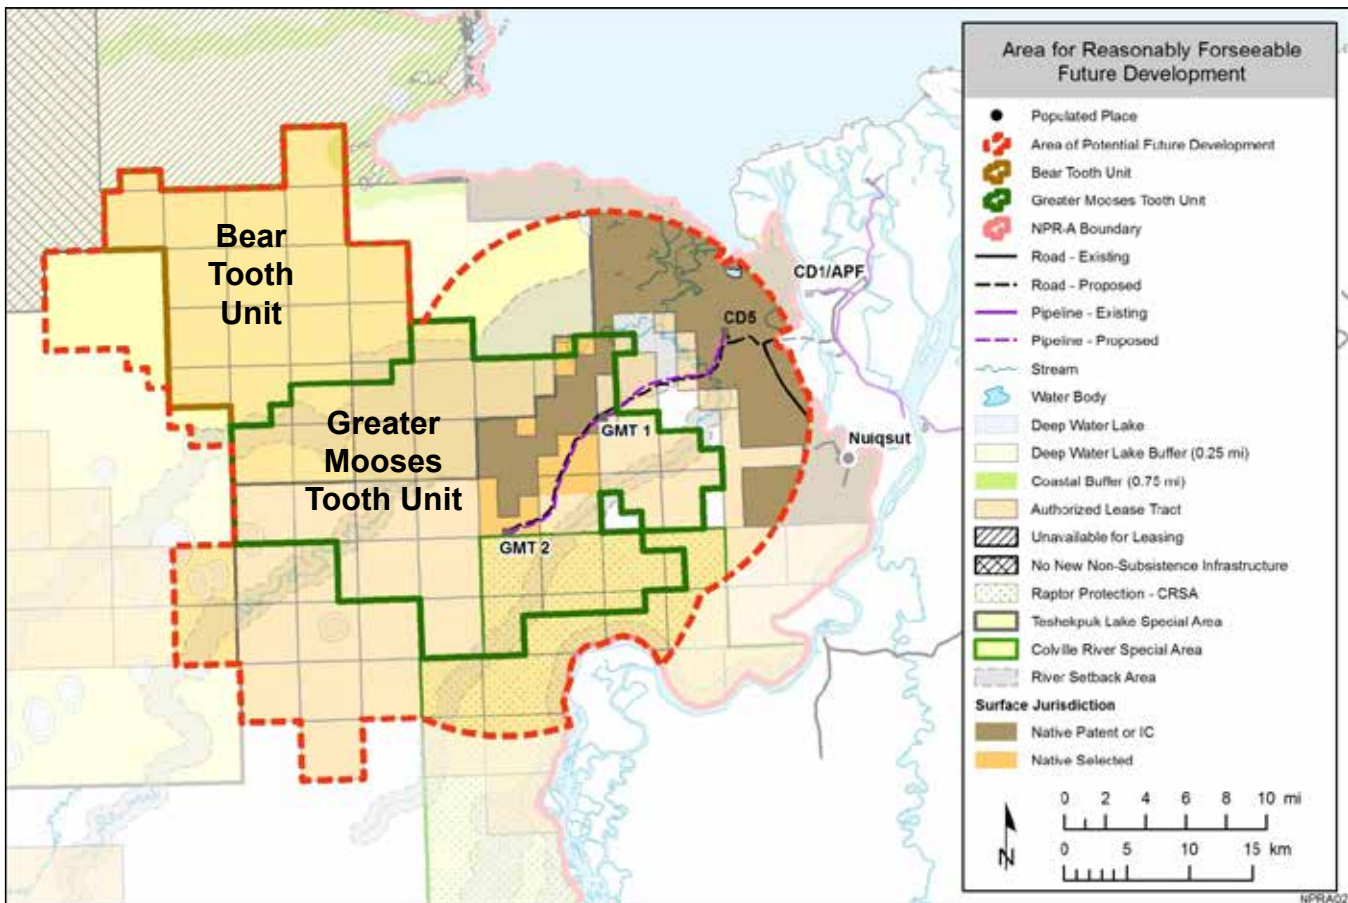 Area for Reasonably Forseeable
Future Development
Populated Place
Area of Potential Future Development
Bear Tooth Unit
Greater Mooses Tooth Unit
NPR-A Boundary
Road - Existing
Road - Proposed
Pipeline - Existing
Pipeline - Proposed
Stream
Water Body
Deep Water Lake
Deep Water Lake Buffer (0.25 mi)
Coastal Buffer (0.75 mi)
Authorized Lease Tract
Unavailable for Leasing
No New Non-Subsistence Infrastructure
Raptor Protection - CRSA
Teshekpuk Lake Special Area
Colville River Special Area
River Setback Area
Surface Jurisdiction
Native Patent or IC
Native Selected
0 2 4 6 8 10 mi
0 5 10 15 km
N
NPRA02
Bear
Tooth
Unit
CD1/APF
CD5
Greater
Mooses
Tooth Unit
GMT 1
Nuiqsut
GMT 2